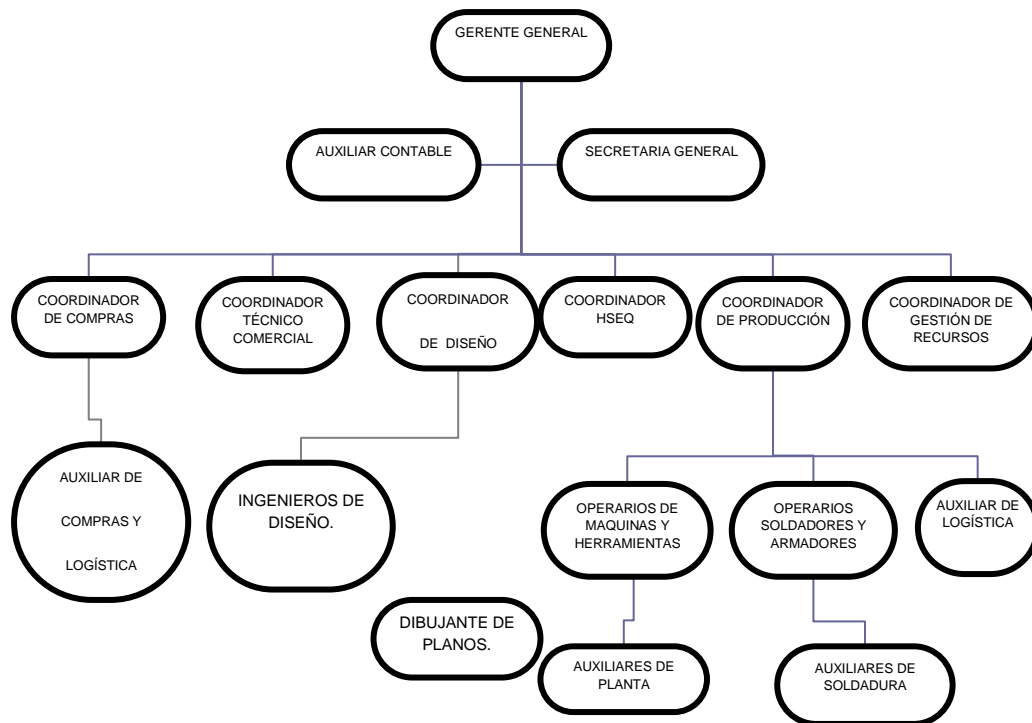 GERENTE GENERAL
AUXILIAR CONTABLE
SECRETARIA GENERAL
COORDINADOR
DE COMPRAS
COORDINADOR
TÉCNICO
COMERCIAL
COORDINADOR
DE DISEÑO
COORDINADOR
HSEQ
COORDINADOR
DE PRODUCCIÓN
COORDINADOR DE
GESTIÓN DE
RECURSOS
AUXILIAR DE
COMPRAS Y
LOGÍSTICA
INGENIEROS DE
DISEÑO.
OPERARIOS DE
MAQUINAS Y
HERRAMIENTAS
OPERARIOS
SOLDADORES Y
ARMADORES
AUXILIAR DE
LOGÍSTICA
DIBUJANTE DE
PLANOS.
AUXILIARES DE
PLANTA
AUXILIARES DE
SOLDADURA